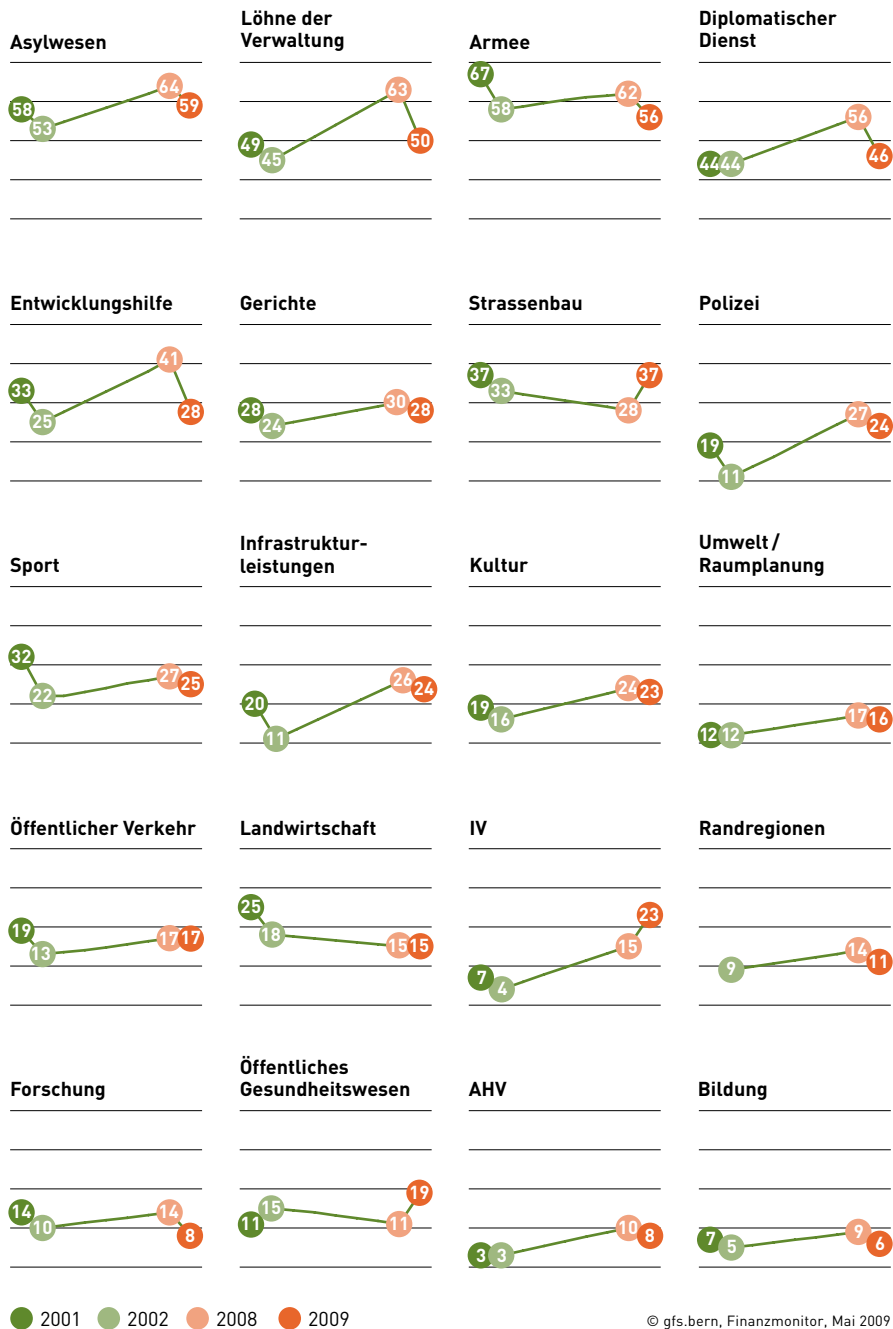 Asylwesen
58
53
64
59
Löhne der
Verwaltung
49
45
63
50
Armee
67
58
62
56
Diplomatischer
Dienst
44
44
56
46
Entwicklungshilfe
33
25
41
28
Gerichte
28
24
30
28
Strassenbau
37
33
28
37
Polizei
19
11
27
24
Sport
32
22
27
25
Infrastruktur-
leistungen
20
11
26
24
Kultur
19
16
24
23
Umwelt /
Raumplanung
12
12
17
16
Öffentlicher Verkehr
19
13
17
17
Landwirtschaft
25
18
15
15
IV
7
4
15
23
Randregionen
9
14
11
Forschung
14
10
14
8
Öffentliches
Gesundheitswesen
11
15
11
19
AHV
3
3
10
8
Bildung
7
5
9
6
2001 2002 2008 2009
© gfs.bern, Finanzmonitor, Mai 2009